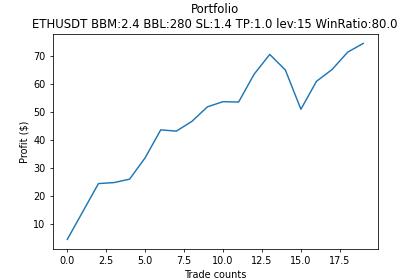 Portfolio
ETHUSDT BBM:2.4 BBL:280 SL:1.4 TP:1.0 lev:15 WinRatio:80.0
70
60
50
40
30
20
10
Profit ($)
0.0 2.5 5.0 7.5 10.0 12.5 15.0 17.5
Trade counts